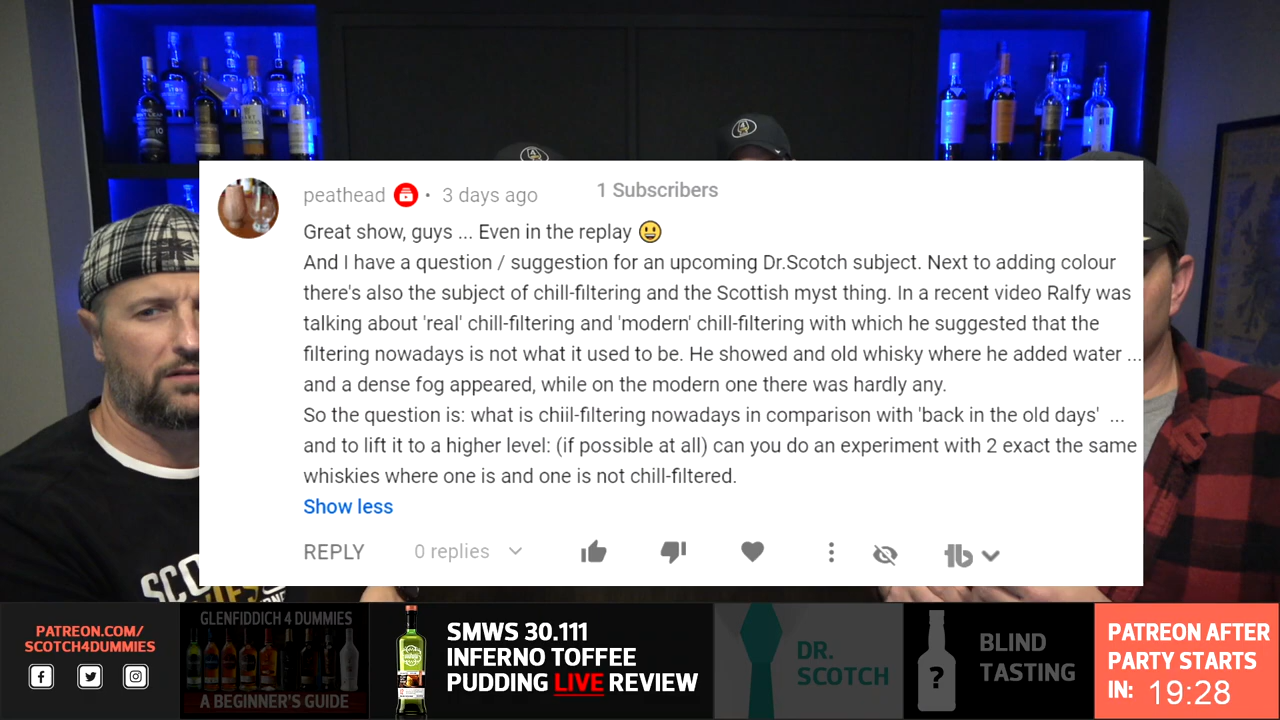 peathead · 3 days ago 1 Subscribers
Great show, guys ... Even in the replay 😃
And I have a question / suggestion for an upcoming Dr.Scotch subject. Next to adding colour
there's also the subject of chill-filtering and the Scottish myst thing. In a recent video Ralfy was
talking about 'real' chill-filtering and 'modern' chill-filtering with which he suggested that the
filtering nowadays is not what it used to be. He showed and old whisky where he added water ...
and a dense fog appeared, while on the modern one there was hardly any.
So the question is: what is chiil-filtering nowadays in comparison with 'back in the old days' ...
and to lift it to a higher level: (if possible at all) can you do an experiment with 2 exact the same
whiskies where one is and one is not chill-filtered.
Show less
REPLY 0 replies
PATREON.COM/
SCOTCH4DUMMIES
GLENFIDDICH 4 DUMMIES
A BEGINNER'S GUIDE
SMWS 30.111
INFERNO TOFFEE
PUDDING LIVE REVIEW
DR.
SCOTCH
?
BLIND
TASTING
PATREON AFTER
PARTY STARTS
IN: 19:28